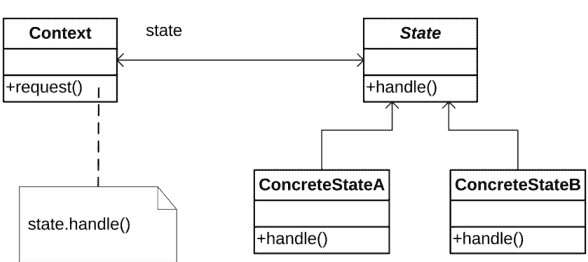 Context
state
State
+request()
+handle()
ConcreteStateA
ConcreteStateB
state.handle()
+handle()
+handle()